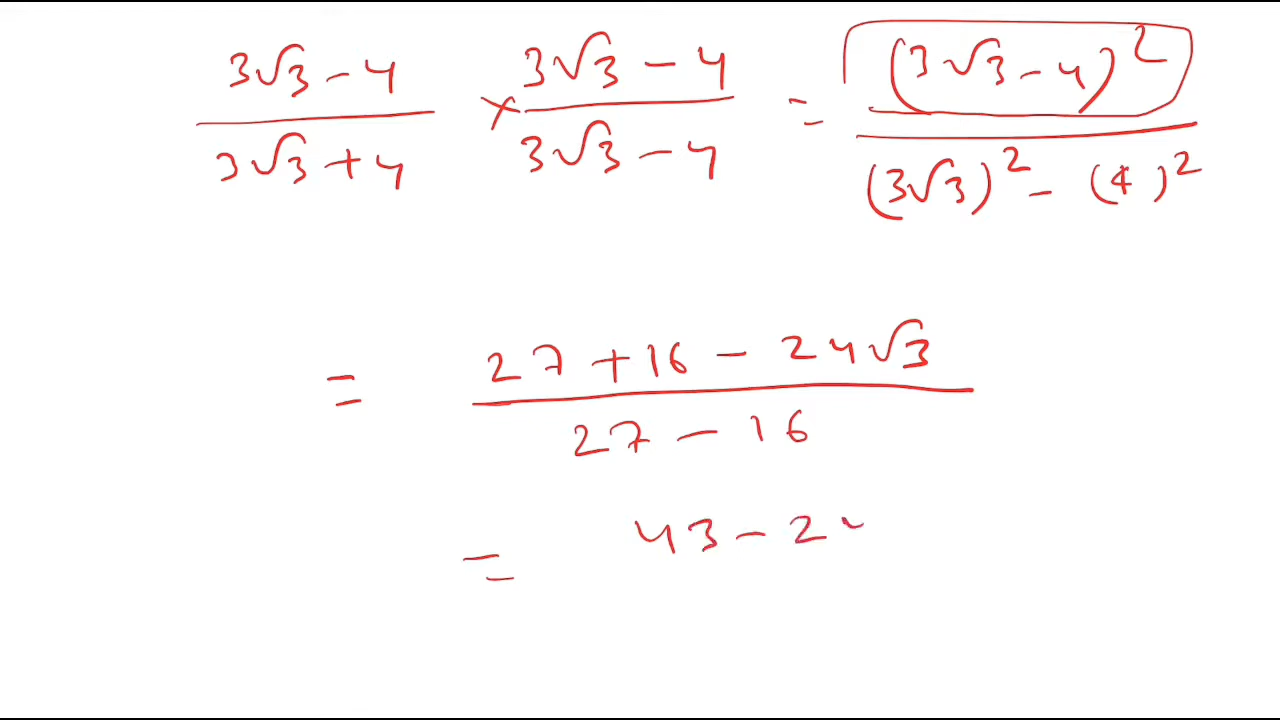 (3√3 - 4)/(3√3 + 4) × (3√3 - 4)/(3√3 - 4) = (3√3 - 4)²/((3√3)² - (4)²)
= (27 + 16 - 24√3)/(27 - 16)
= 43 - 2